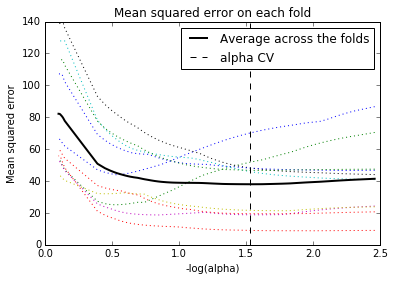 Mean squared error on each fold
140
120
100
80
60
40
20
0
Mean squared error
Average across the folds
alpha CV
0.0 0.5 1.0 1.5 2.0 2.5
-log(alpha)